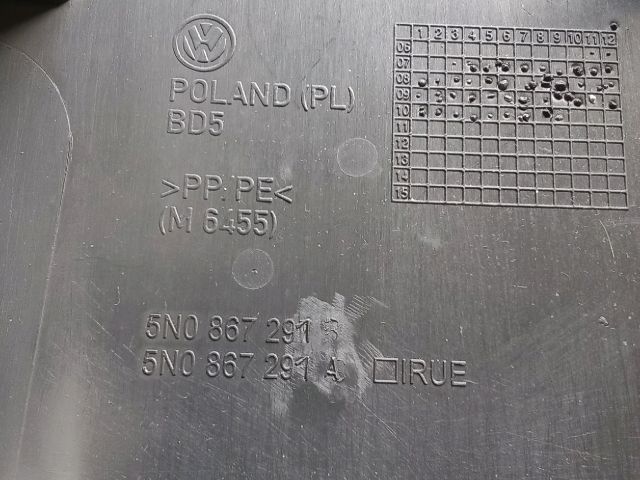 VW
POLAND (PL)
BD5
>PP/PE<
(M 6455)
5N0 867 291
5N0 867 291 A □IRUE
1 2 3 4 5 6 7 8 9 10 11 12
06
07
08
09
10
11
12
13
14
15